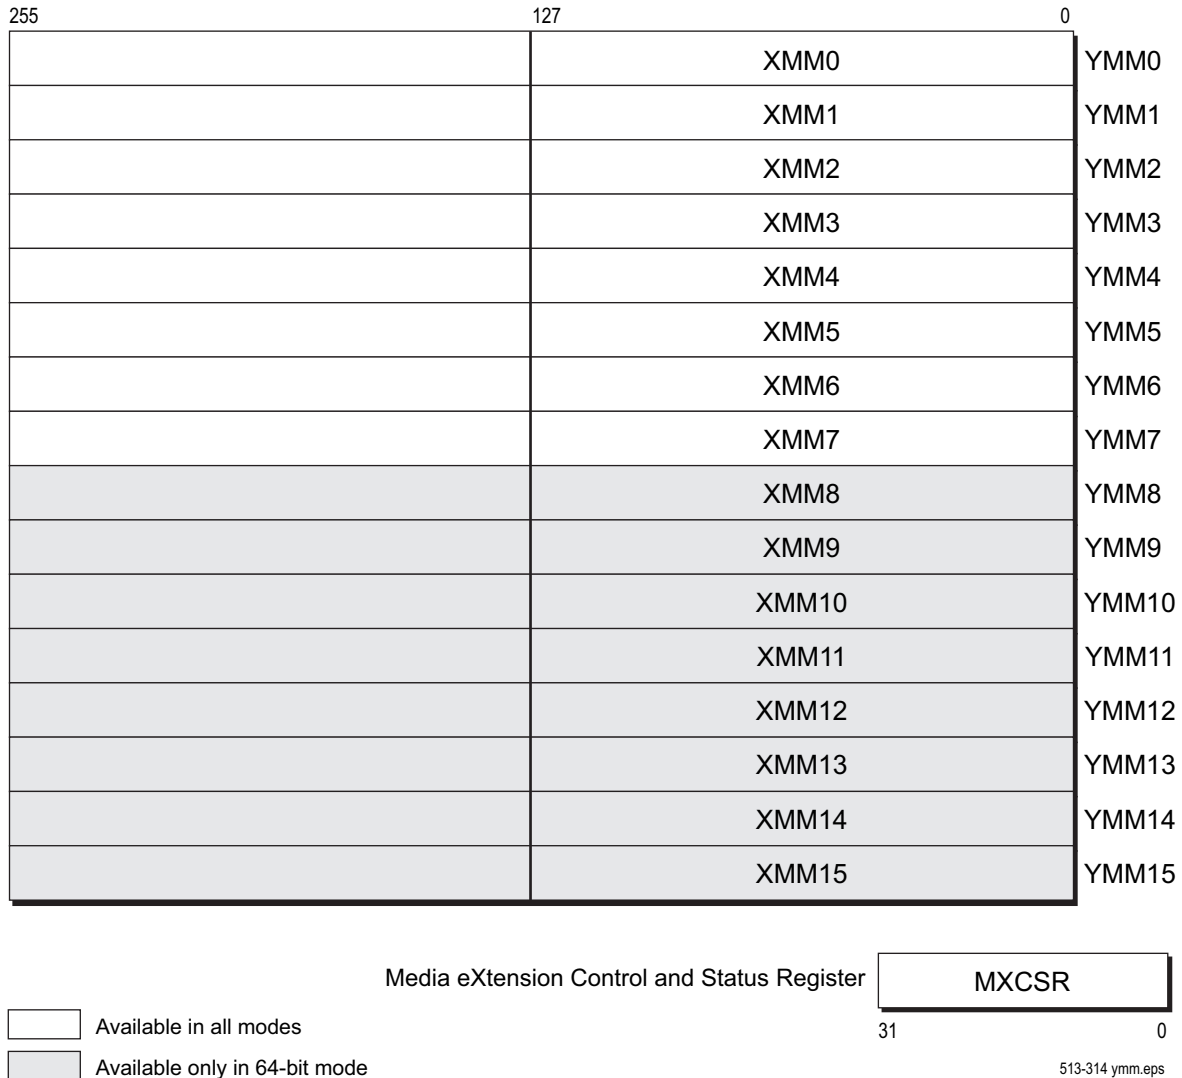 255 127 0
XMM0 YMM0
XMM1 YMM1
XMM2 YMM2
XMM3 YMM3
XMM4 YMM4
XMM5 YMM5
XMM6 YMM6
XMM7 YMM7
XMM8 YMM8
XMM9 YMM9
XMM10 YMM10
XMM11 YMM11
XMM12 YMM12
XMM13 YMM13
XMM14 YMM14
XMM15 YMM15
Media eXtension Control and Status Register MXCSR
31 0
Available in all modes
Available only in 64-bit mode
513-314 ymm.eps